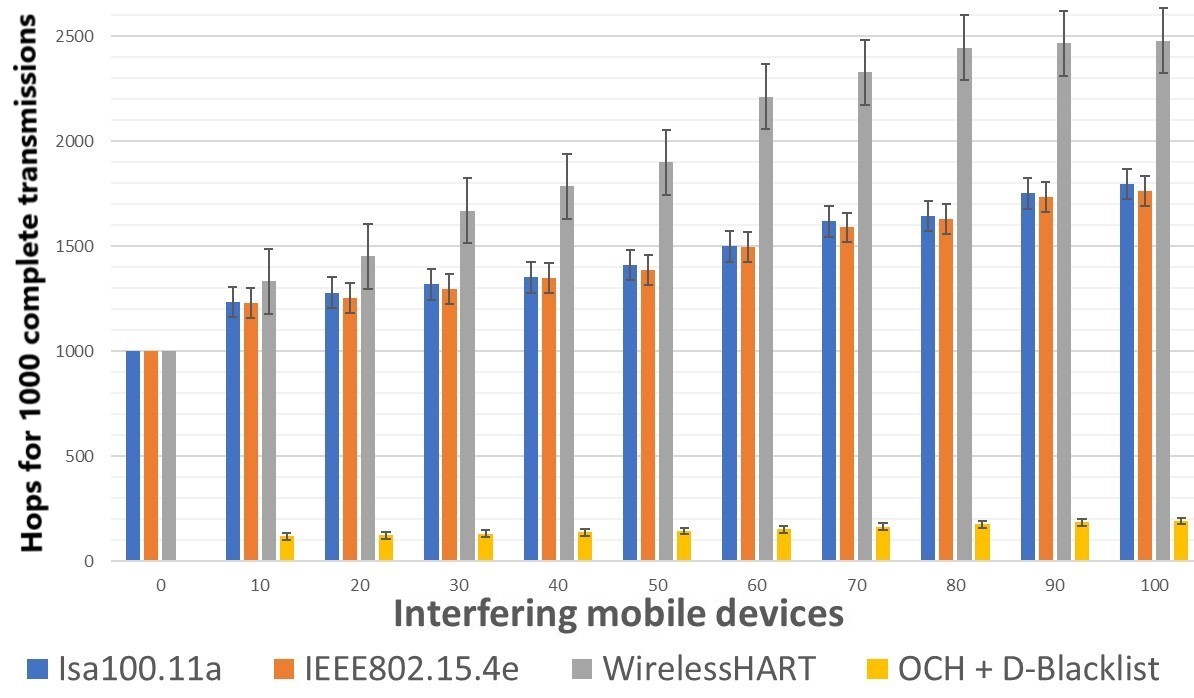 Hops for 1000 complete transmissions
2500
2000
1500
1000
500
0
0 10 20 30 40 50 60 70 80 90 100
Interfering mobile devices
Isa100.11a IEEE802.15.4e WirelessHART OCH + D-Blacklist